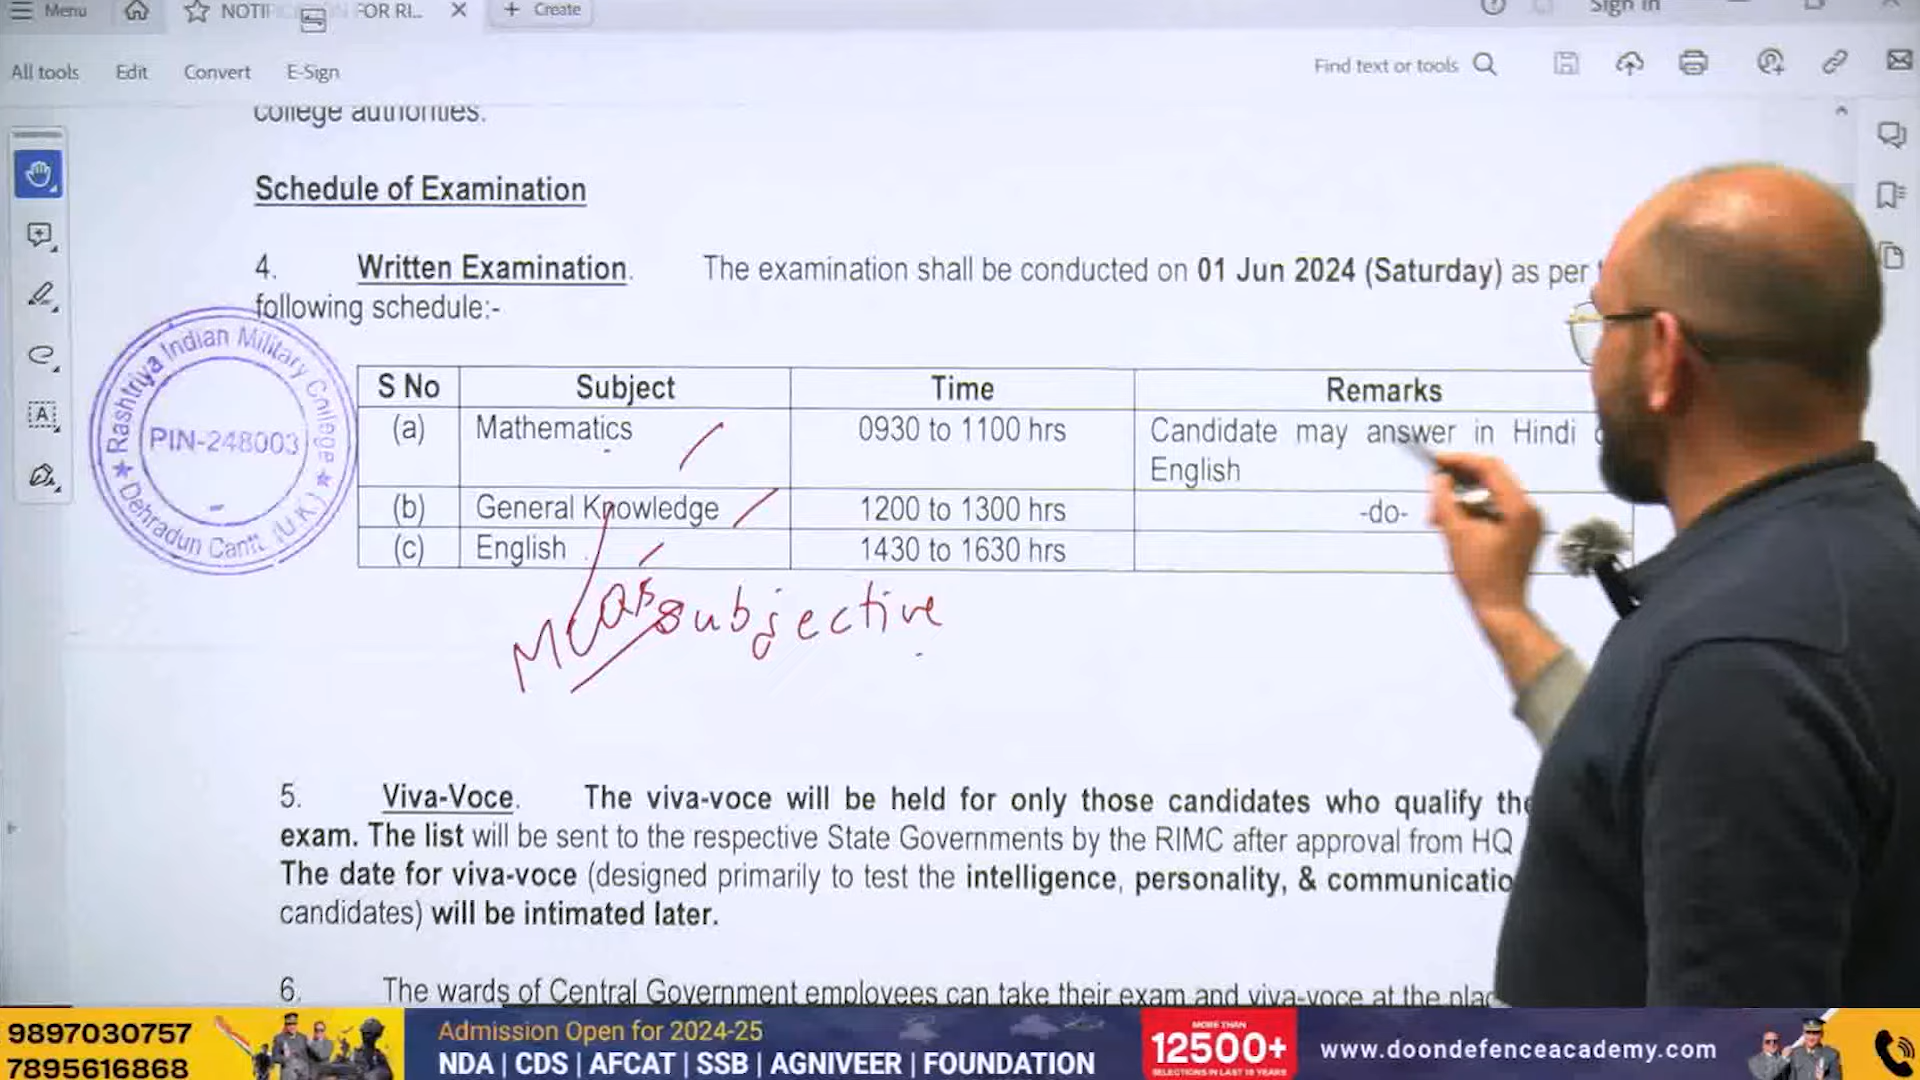 Menu
NOTIF
FOR RI...
+ Create
Sign In
All tools
Edit
Convert
E-Sign
Find text or tools
college authorities.
Schedule of Examination
4. Written Examination. The examination shall be conducted on 01 Jun 2024 (Saturday) as per
following schedule:-
Rashtriya Indian Military College
PIN-248003
Dehradun Cantt. (U.K)
S No Subject Time Remarks
(a) Mathematics 0930 to 1100 hrs Candidate may answer in Hindi
English
(b) General Knowledge 1200 to 1300 hrs -do-
(c) English 1430 to 1630 hrs
subjective
5. Viva-Voce. The viva-voce will be held for only those candidates who qualify the
exam. The list will be sent to the respective State Governments by the RIMC after approval from HQ
The date for viva-voce (designed primarily to test the intelligence, personality, & communicatio
candidates) will be intimated later.
6. The wards of Central Government employees can take their exam and viva-voce at the plac
9897030757
7895616868
Admission Open for 2024-25
NDA | CDS | AFCAT | SSB | AGNIVEER | FOUNDATION
MORE THAN
12500+
SELECTIONS IN LAST 19 YEARS
www.doondefenceacademy.com